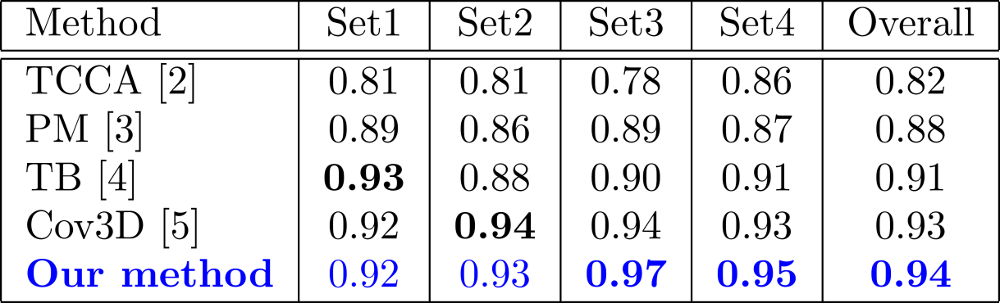 Method Set1 Set2 Set3 Set4 Overall
TCCA [2] 0.81 0.81 0.78 0.86 0.82
PM [3] 0.89 0.86 0.89 0.87 0.88
TB [4] 0.93 0.88 0.90 0.91 0.91
Cov3D [5] 0.92 0.94 0.94 0.93 0.93
Our method 0.92 0.93 0.97 0.95 0.94